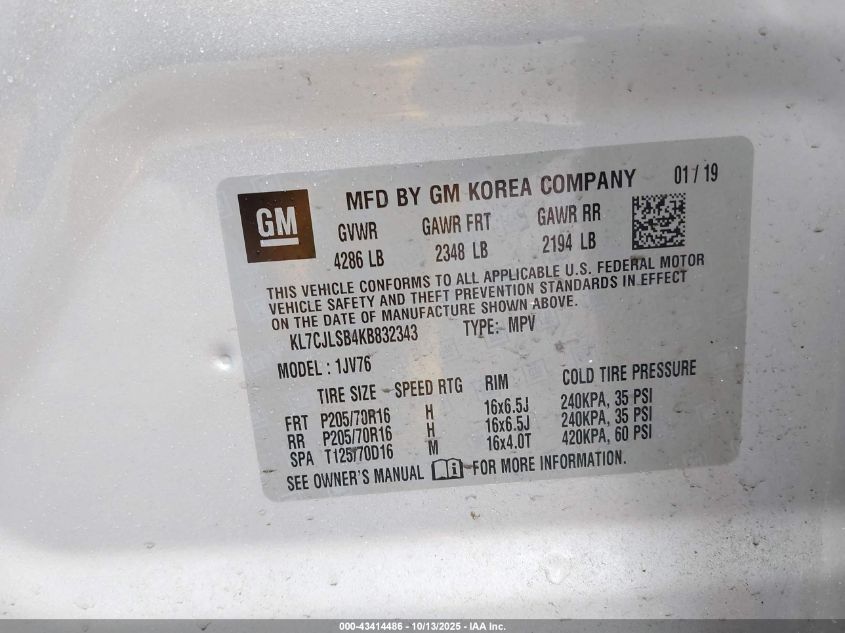 GM
MFD BY GM KOREA COMPANY 01 / 19
GVWR GAWR FRT GAWR RR
4286 LB 2348 LB 2194 LB
THIS VEHICLE CONFORMS TO ALL APPLICABLE U.S. FEDERAL MOTOR
VEHICLE SAFETY AND THEFT PREVENTION STANDARDS IN EFFECT
ON THE DATE OF MANUFACTURE SHOWN ABOVE.
KL7CJLSB4KB832343 TYPE: MPV
MODEL : 1JV76
TIRE SIZE SPEED RTG RIM COLD TIRE PRESSURE
FRT P205/70R16 H 16x6.5J 240KPA, 35 PSI
RR P205/70R16 H 16x6.5J 240KPA, 35 PSI
SPA T125/70D16 M 16x4.0T 420KPA, 60 PSI
SEE OWNER'S MANUAL FOR MORE INFORMATION.
000-43414486 - 10/13/2025 - IAA Inc.